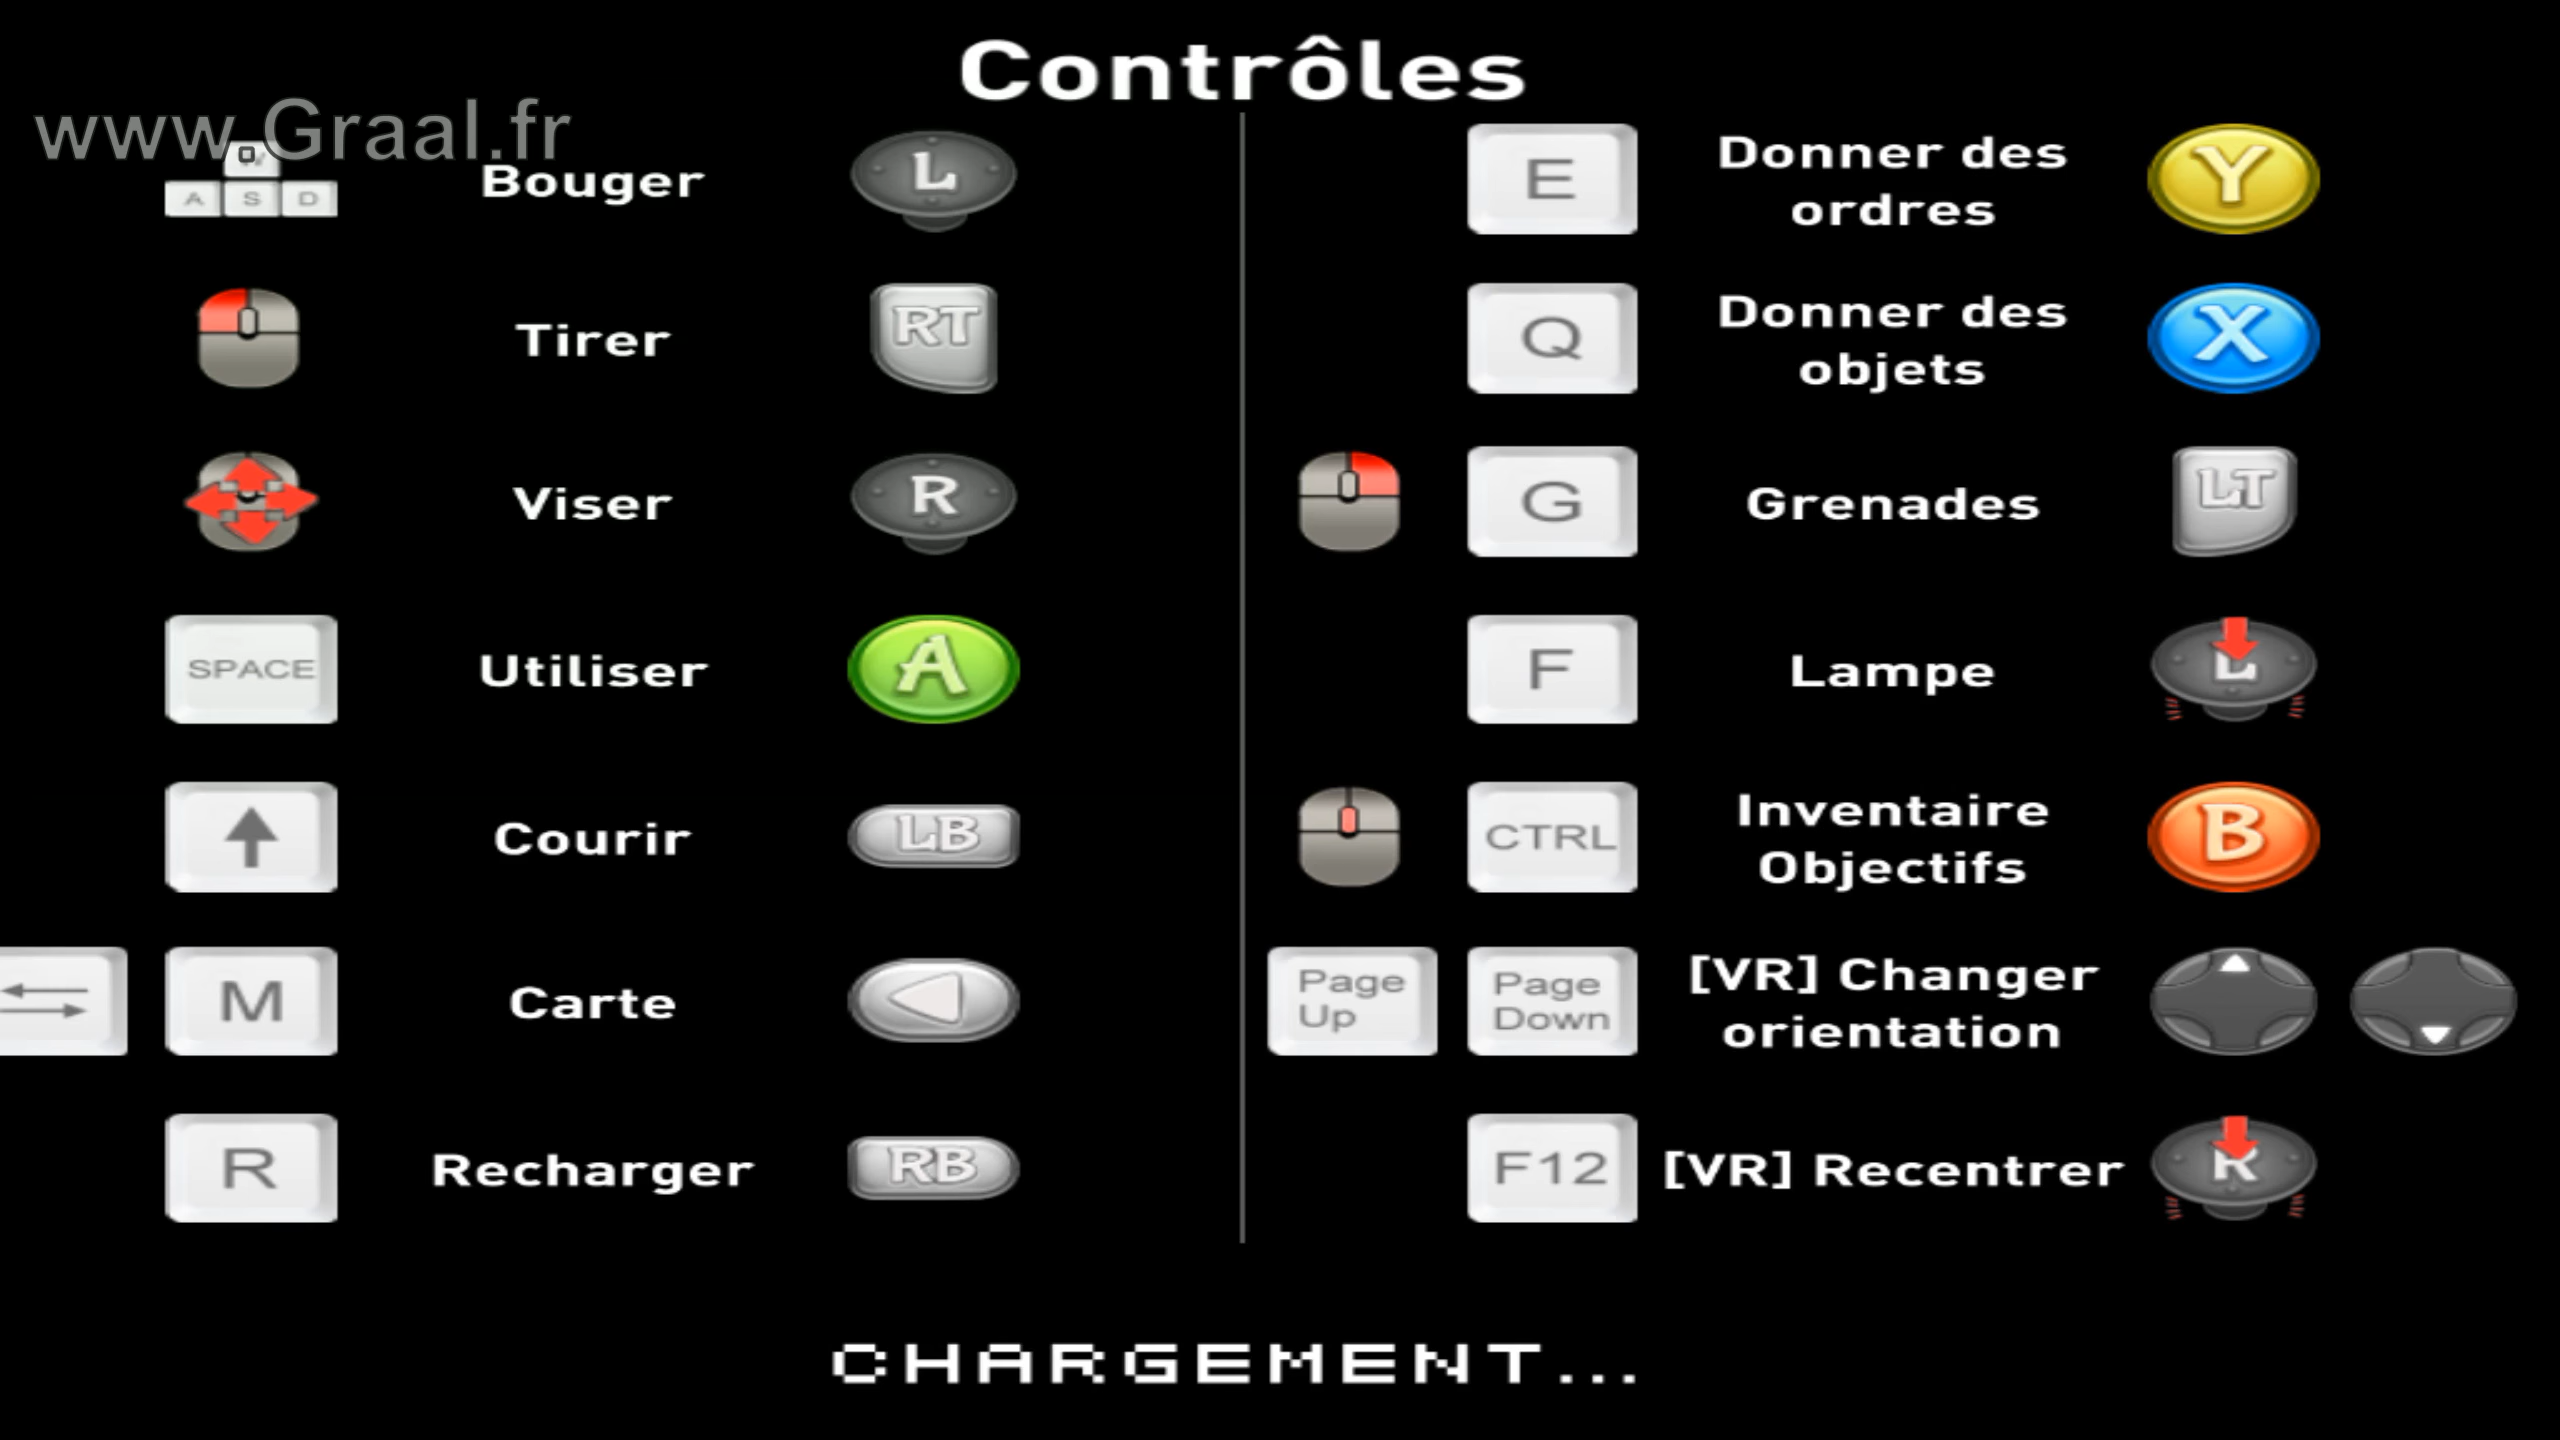 Contrôles
www.Graal.fr
A S D
Bouger
L
E
Donner des
ordres
Y
Tirer
RT
Q
Donner des
objets
X
Viser
R
G
Grenades
LT
SPACE
Utiliser
A
F
Lampe
L
Courir
LB
CTRL
Inventaire
Objectifs
B
M
Carte
Page
Up
Page
Down
[VR] Changer
orientation
R
Recharger
RB
F12
[VR] Recentrer
R
CHARGEMENT...